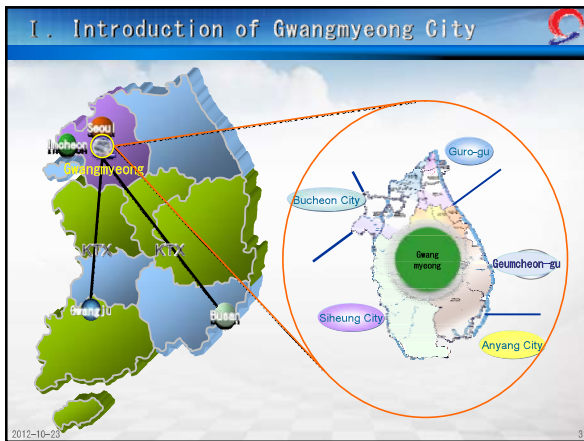 I. Introduction of Gwangmyeong City
Seoul
Incheon
Gwangmyeong
KTX
KTX
Gwangju
Busan
Guro-gu
Bucheon City
Gwang
myeong
Geumcheon-gu
Siheung City
Anyang City
2012-10-23
3